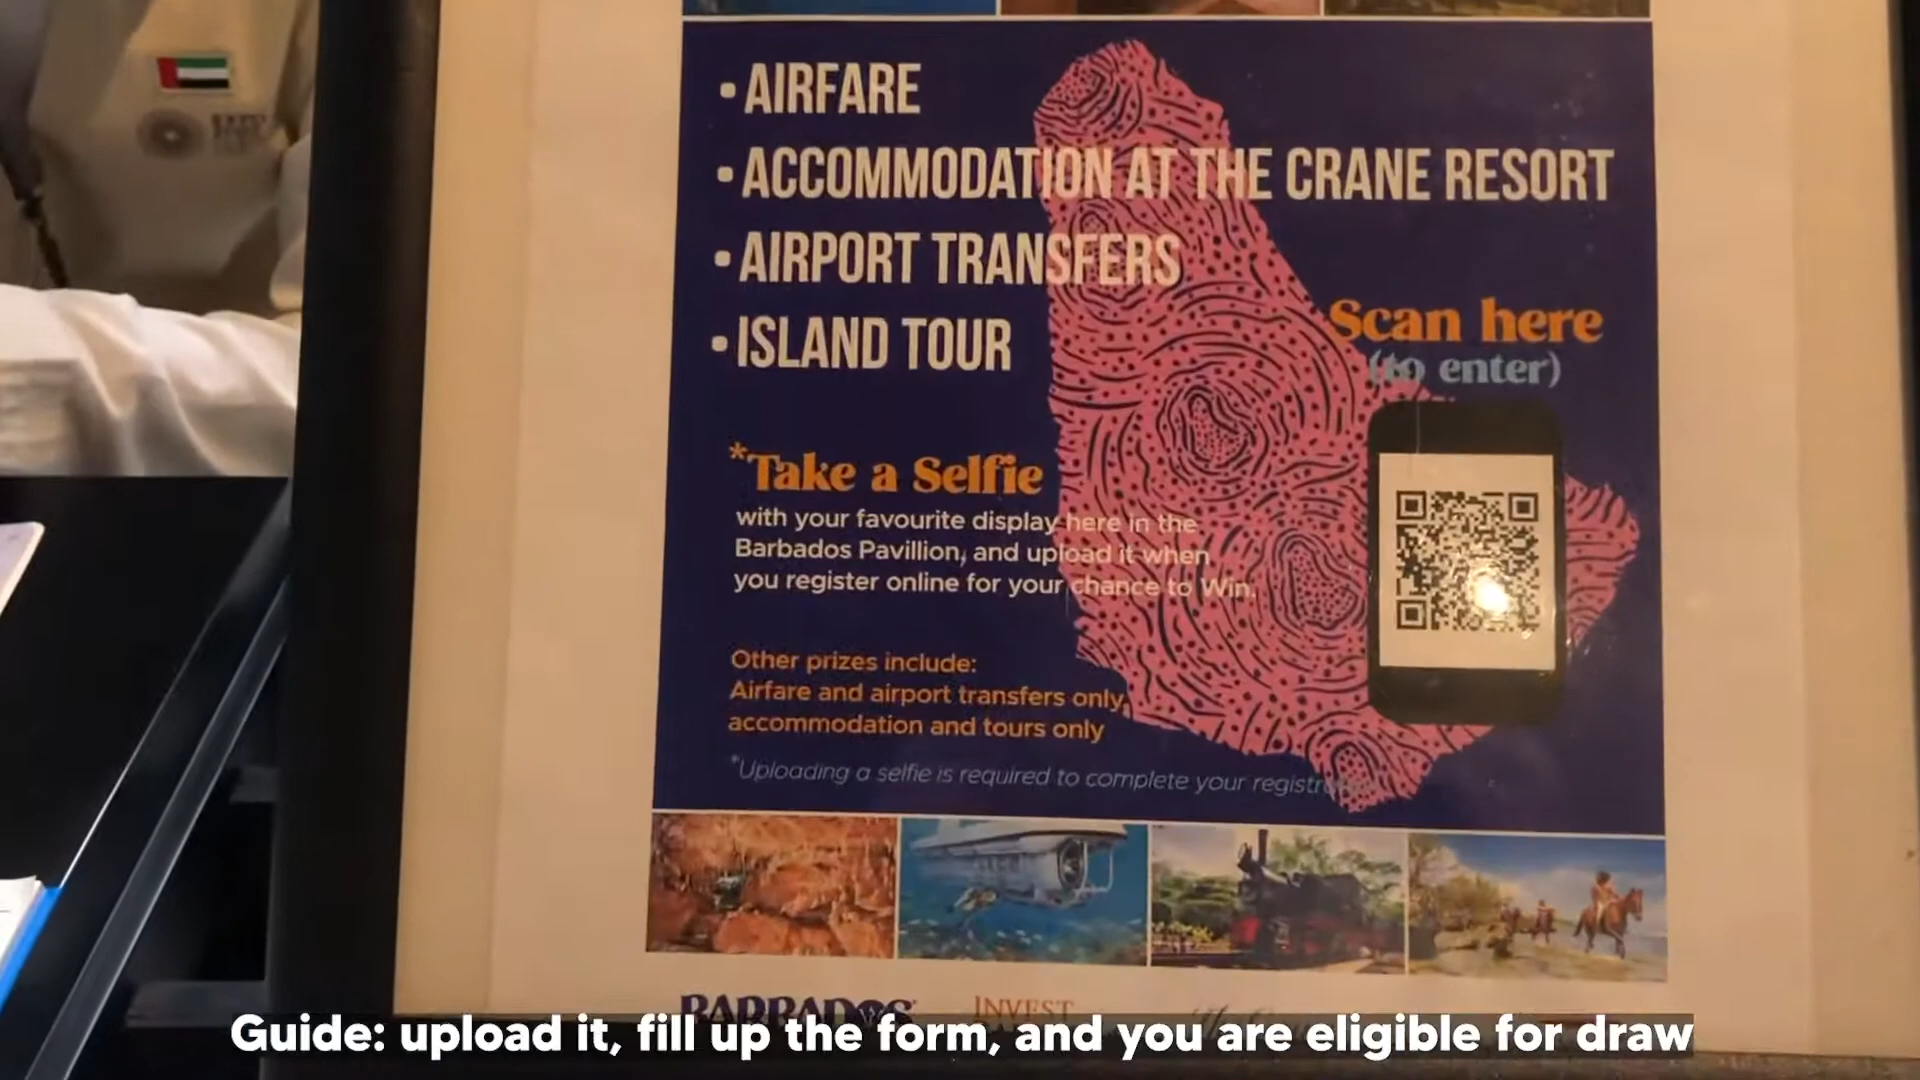 • AIRFARE
• ACCOMMODATION AT THE CRANE RESORT
• AIRPORT TRANSFERS
• ISLAND TOUR
Scan here
(to enter)
*Take a Selfie
with your favourite display here in the
Barbados Pavillion, and upload it when
you register online for your chance to Win.
Other prizes include:
Airfare and airport transfers only,
accommodation and tours only
*Uploading a selfie is required to complete your
BARBADOS
INVEST
Guide: upload it, fill up the form, and you are eligible for draw